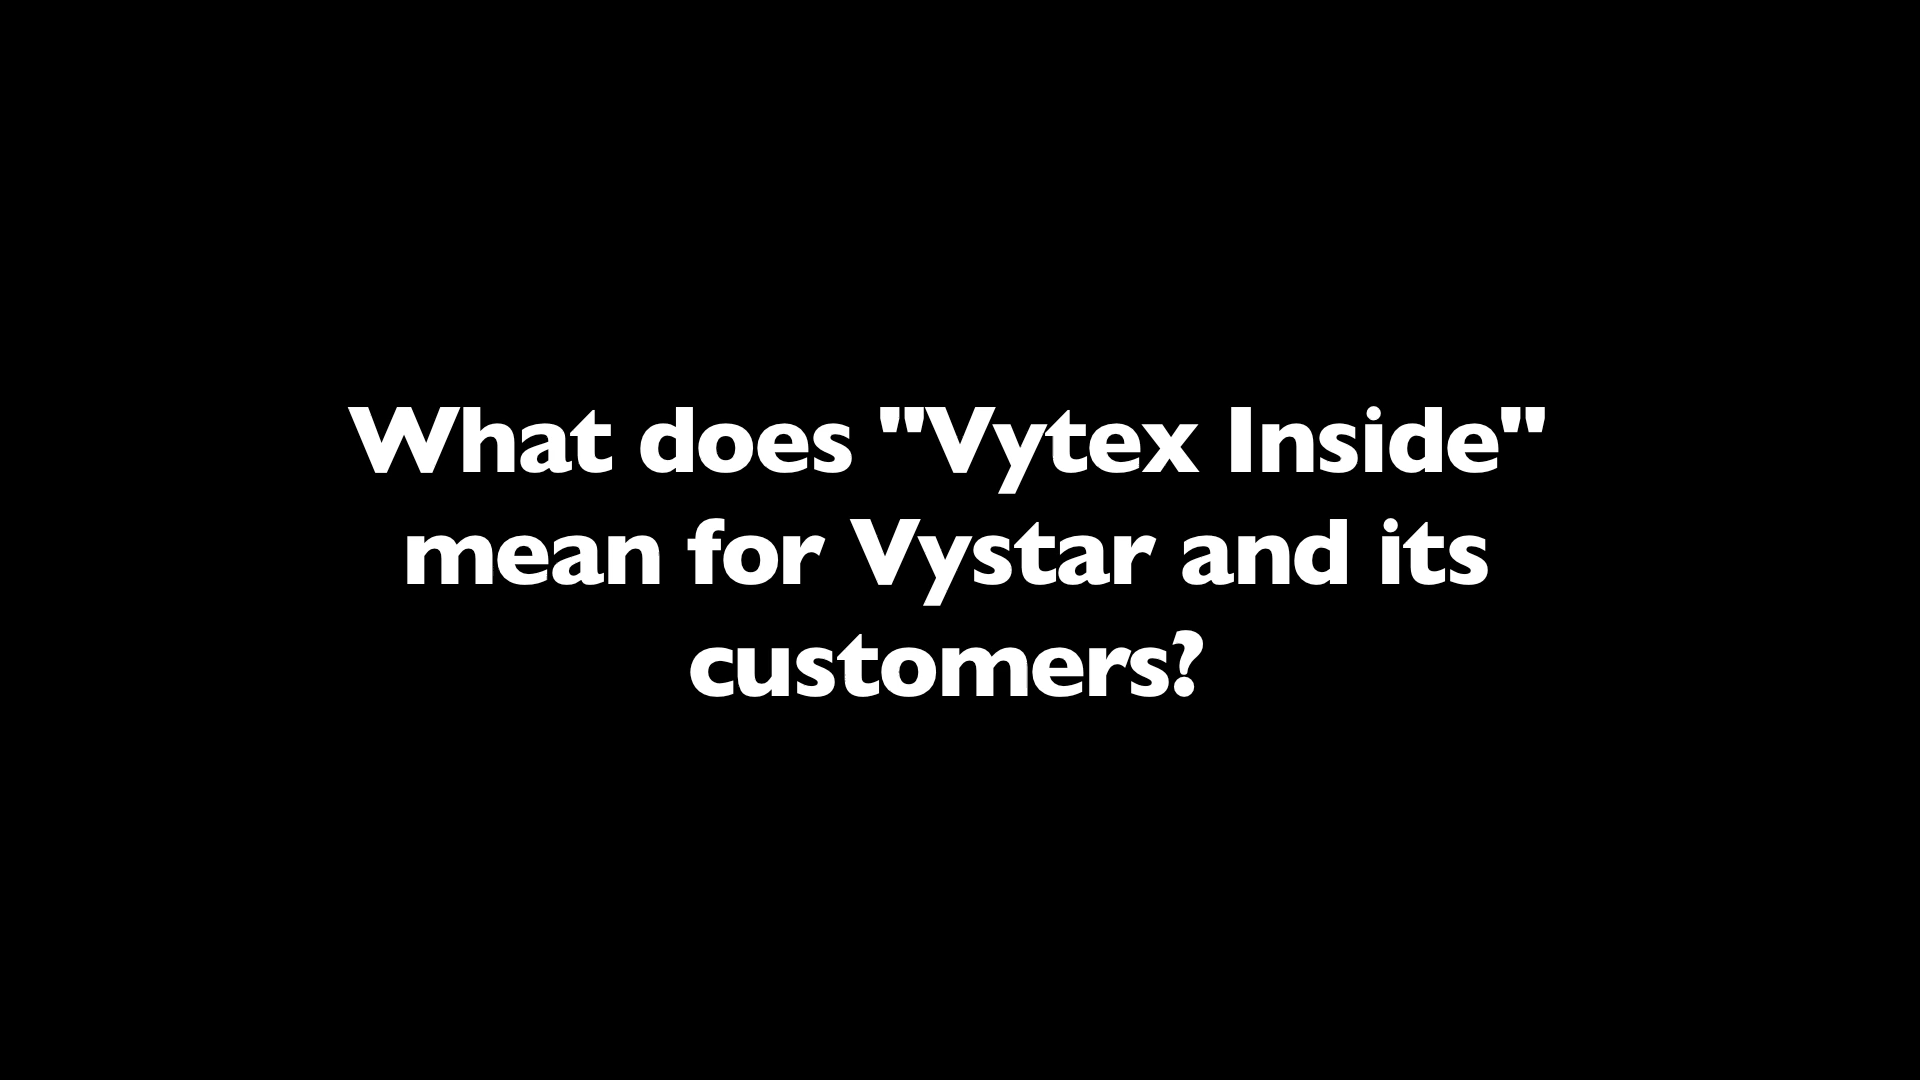 What does "Vytex Inside"
mean for Vystar and its
customers?